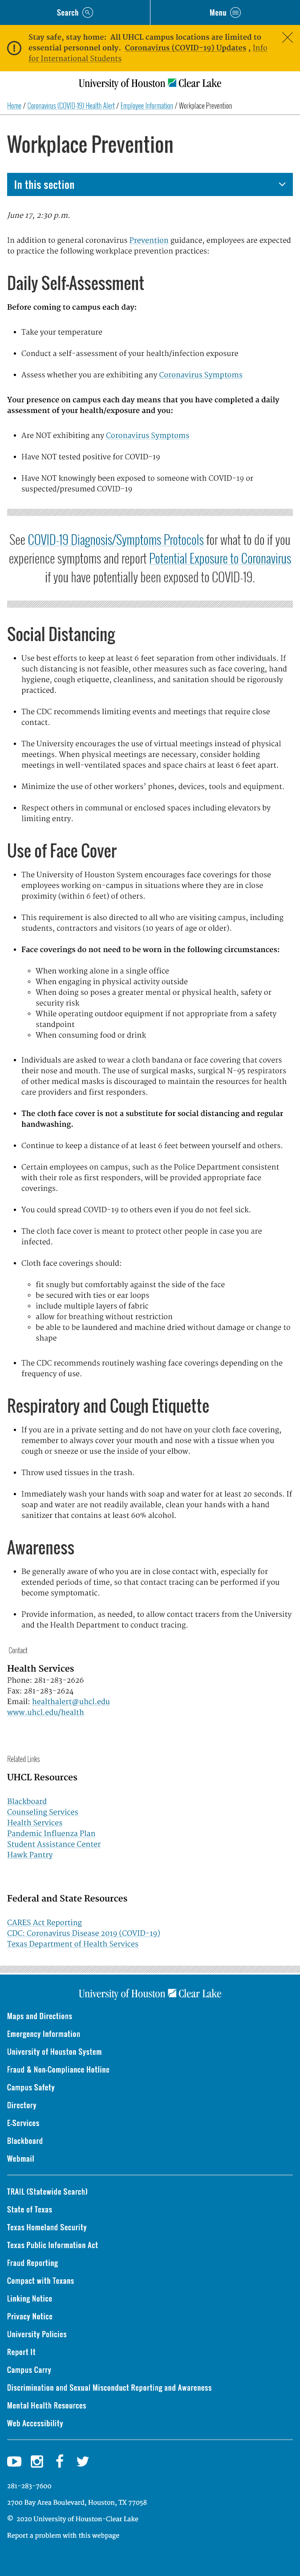 Search
Menu
Stay safe, stay home: All UHCL campus locations are limited to
essential personnel only. Coronavirus (COVID-19) Updates , Info
for International Students
University of Houston Clear Lake
Home / Coronavirus (COVID-19) Health Alert / Employee Information / Workplace Prevention
Workplace Prevention
In this section
June 17, 2:30 p.m.
In addition to general coronavirus Prevention guidance, employees are expected
to practice the following workplace prevention practices:
Daily Self-Assessment
Before coming to campus each day:
• Take your temperature
• Conduct a self-assessment of your health/infection exposure
• Assess whether you are exhibiting any Coronavirus Symptoms
Your presence on campus each day means that you have completed a daily
assessment of your health/exposure and you:
• Are NOT exhibiting any Coronavirus Symptoms
• Have NOT tested positive for COVID-19
• Have NOT knowingly been exposed to someone with COVID-19 or
suspected/presumed COVID-19
See COVID-19 Diagnosis/Symptoms Protocols for what to do if you
experience symptoms and report Potential Exposure to Coronavirus
if you have potentially been exposed to COVID-19.
Social Distancing
• Use best efforts to keep at least 6 feet separation from other individuals. If
such distancing is not feasible, other measures such as face covering, hand
hygiene, cough etiquette, cleanliness, and sanitation should be rigorously
practiced.
• The CDC recommends limiting events and meetings that require close
contact.
• The University encourages the use of virtual meetings instead of physical
meetings. When physical meetings are necessary, consider holding
meetings in well-ventilated spaces and space chairs at least 6 feet apart.
• Minimize the use of other workers' phones, devices, tools and equipment.
• Respect others in communal or enclosed spaces including elevators by
limiting entry.
Use of Face Cover
• The University of Houston System encourages face coverings for those
employees working on-campus in situations where they are in close
proximity (within 6 feet) of others.
• This requirement is also directed to all who are visiting campus, including
students, contractors and visitors (10 years of age or older).
• Face coverings do not need to be worn in the following circumstances:
◦ When working alone in a single office
◦ When engaging in physical activity outside
◦ When doing so poses a greater mental or physical health, safety or
security risk
◦ While operating outdoor equipment if not appropriate from a safety
standpoint
◦ When consuming food or drink
• Individuals are asked to wear a cloth bandana or face covering that covers
their nose and mouth. The use of surgical masks, surgical N-95 respirators
of other medical masks is discouraged to maintain the resources for health
care providers and first responders.
• The cloth face cover is not a substitute for social distancing and regular
handwashing.
• Continue to keep a distance of at least 6 feet between yourself and others.
• Certain employees on campus, such as the Police Department consistent
with their role as first responders, will be provided appropriate face
coverings.
• You could spread COVID-19 to others even if you do not feel sick.
• The cloth face cover is meant to protect other people in case you are
infected.
• Cloth face coverings should:
◦ fit snugly but comfortably against the side of the face
◦ be secured with ties or ear loops
◦ include multiple layers of fabric
◦ allow for breathing without restriction
◦ be able to be laundered and machine dried without damage or change to
shape
• The CDC recommends routinely washing face coverings depending on the
frequency of use.
Respiratory and Cough Etiquette
• If you are in a private setting and do not have on your cloth face covering,
remember to always cover your mouth and nose with a tissue when you
cough or sneeze or use the inside of your elbow.
• Throw used tissues in the trash.
• Immediately wash your hands with soap and water for at least 20 seconds. If
soap and water are not readily available, clean your hands with a hand
sanitizer that contains at least 60% alcohol.
Awareness
• Be generally aware of who you are in close contact with, especially for
extended periods of time, so that contact tracing can be performed if you
become symptomatic.
• Provide information, as needed, to allow contact tracers from the University
and the Health Department to conduct tracing.
Contact
Health Services
Phone: 281-283-2626
Fax: 281-283-2624
Email: healthalert@uhcl.edu
www.uhcl.edu/health
Related Links
UHCL Resources
Blackboard
Counseling Services
Health Services
Pandemic Influenza Plan
Student Assistance Center
Hawk Pantry
Federal and State Resources
CARES Act Reporting
CDC: Coronavirus Disease 2019 (COVID-19)
Texas Department of Health Services
University of Houston Clear Lake
Maps and Directions
Emergency Information
University of Houston System
Fraud & Non-Compliance Hotline
Campus Safety
Directory
E-Services
Blackboard
Webmail
TRAIL (Statewide Search)
State of Texas
Texas Homeland Security
Texas Public Information Act
Fraud Reporting
Compact with Texans
Linking Notice
Privacy Notice
University Policies
Report It
Campus Carry
Discrimination and Sexual Misconduct Reporting and Awareness
Mental Health Resources
Web Accessibility
281-283-7600
2700 Bay Area Boulevard, Houston, TX 77058
© 2020 University of Houston-Clear Lake
Report a problem with this webpage